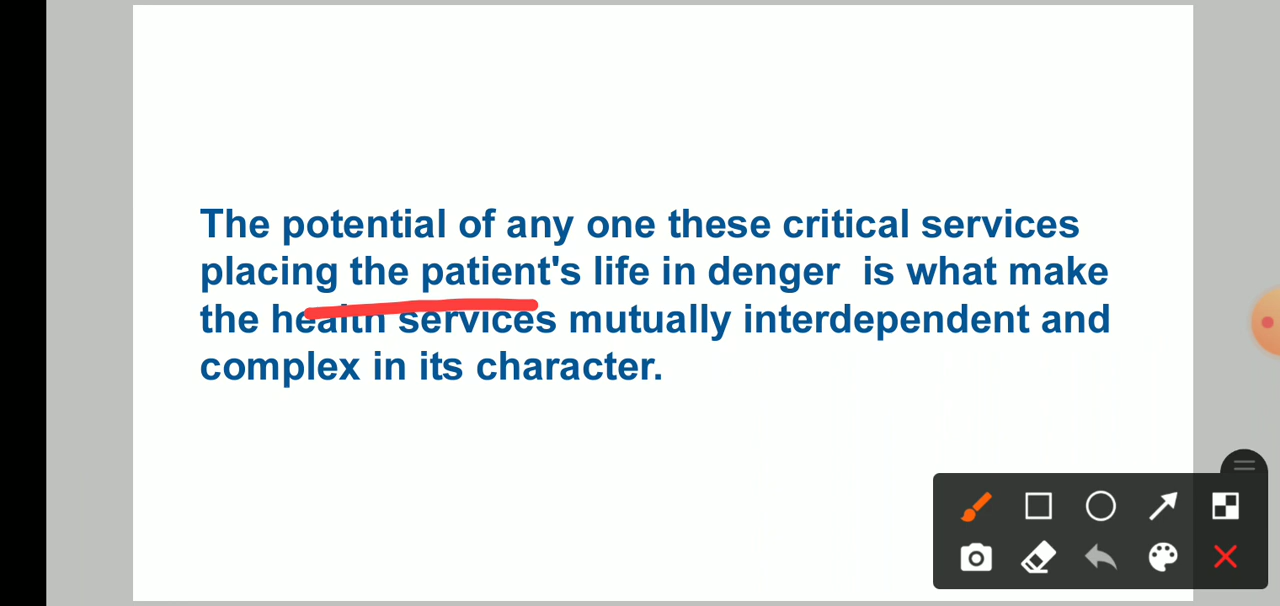 The potential of any one these critical services
placing the patient's life in denger is what make
the health services mutually interdependent and
complex in its character.